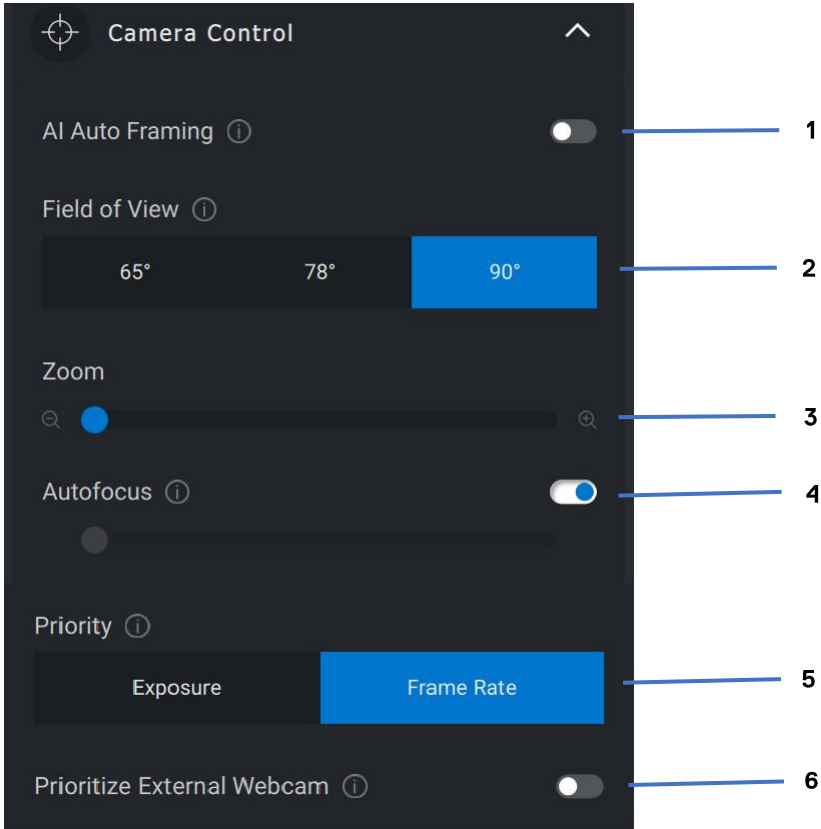 Camera Control
AI Auto Framing
1
Field of View
65° 78° 90°
2
Zoom
3
Autofocus
4
Priority
Exposure Frame Rate
5
Prioritize External Webcam
6